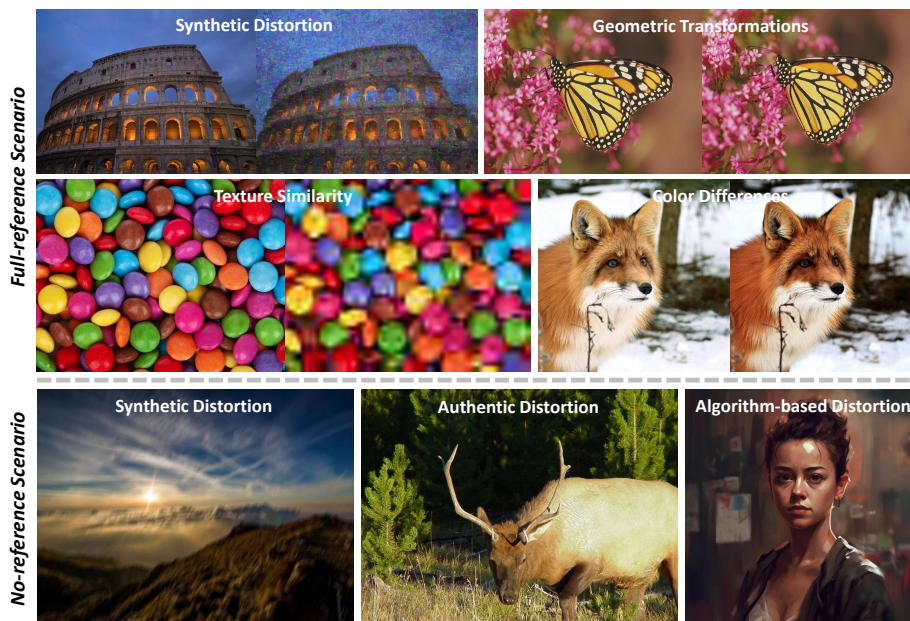 Full-reference Scenario
Synthetic Distortion
Geometric Transformations
Texture Similarity
Color Differences
No-reference Scenario
Synthetic Distortion
Authentic Distortion
Algorithm-based Distortion